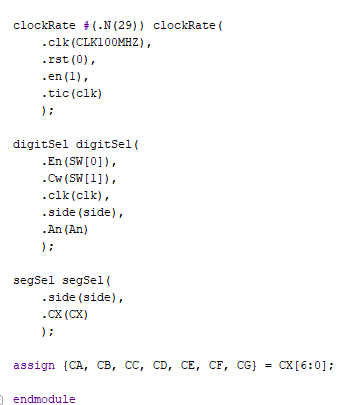 clockRate #(.N(29)) clockRate(
.clk(CLK100MHZ),
.rst(0),
.en(1),
.tic(clk)
);
digitSel digitSel(
.En(SW[0]),
.Cw(SW[1]),
.clk(clk),
.side(side),
.An(An)
);
segSel segSel(
.side(side),
.CX(CX)
);
assign {CA, CB, CC, CD, CE, CF, CG} = CX[6:0];
endmodule